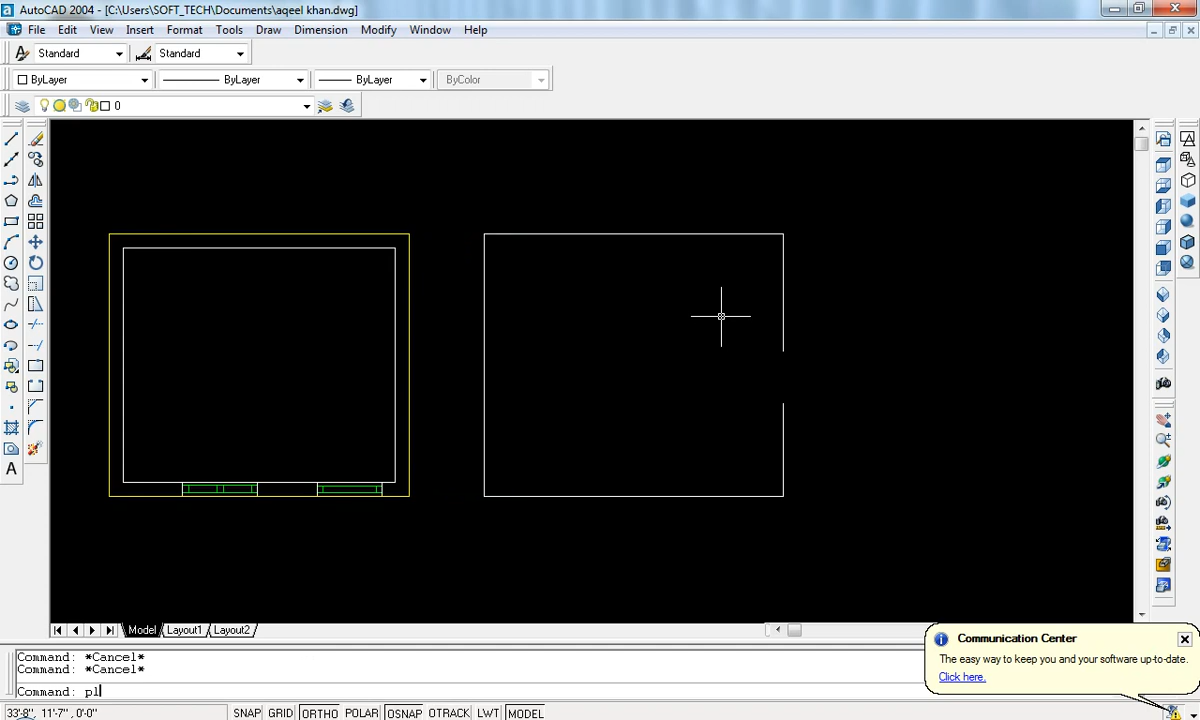 AutoCAD 2004 - [C:\Users\SOFT_TECH\Documents\aqeel khan.dwg]
File Edit View Insert Format Tools Draw Dimension Modify Window Help
Standard Standard
ByLayer ByLayer ByLayer ByColor
0
A
Model Layout1 Layout2
Communication Center
The easy way to keep you and your software up-to-date.
Click here.
Command: *Cancel*
Command: *Cancel*
Command: pl
33'-8", 11'-7", 0'-0" SNAP GRID ORTHO POLAR OSNAP OTRACK LWT MODEL